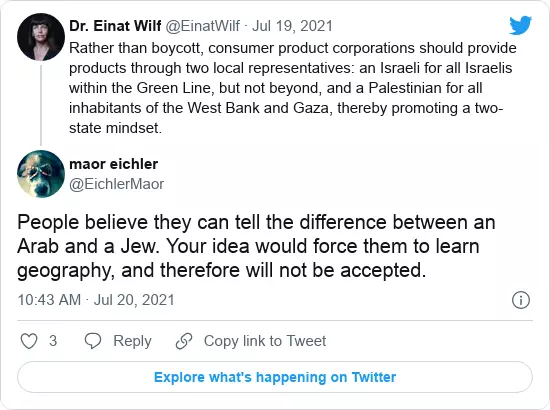 Dr. Einat Wilf @EinatWilf · Jul 19, 2021
Rather than boycott, consumer product corporations should provide
products through two local representatives: an Israeli for all Israelis
within the Green Line, but not beyond, and a Palestinian for all
inhabitants of the West Bank and Gaza, thereby promoting a two-
state mindset.
maor eichler
@EichlerMaor
People believe they can tell the difference between an
Arab and a Jew. Your idea would force them to learn
geography, and therefore will not be accepted.
10:43 AM · Jul 20, 2021
3 Reply Copy link to Tweet
Explore what's happening on Twitter